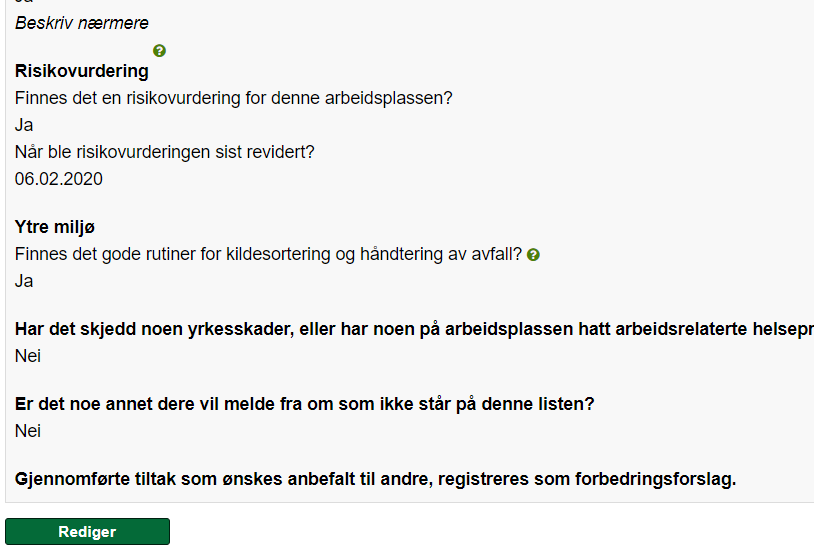 Beskriv nærmere
Risikovurdering
Finnes det en risikovurdering for denne arbeidsplassen?
Ja
Når ble risikovurderingen sist revidert?
06.02.2020
Ytre miljø
Finnes det gode rutiner for kildesortering og håndtering av avfall?
Ja
Har det skjedd noen yrkesskader, eller har noen på arbeidsplassen hatt arbeidsrelaterte helsepr
Nei
Er det noe annet dere vil melde fra om som ikke står på denne listen?
Nei
Gjennomførte tiltak som ønskes anbefalt til andre, registreres som forbedringsforslag.
Rediger